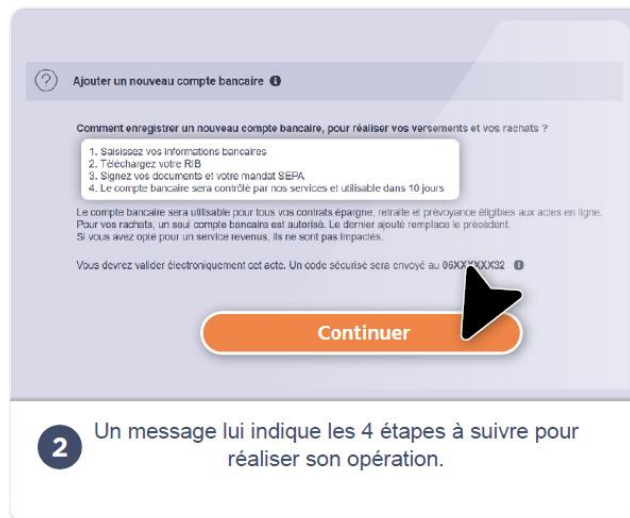 Ajouter un nouveau compte bancaire
Comment enregistrer un nouveau compte bancaire, pour réaliser vos versements et vos rachats ?
1. Saisissez vos informations bancaires
2. Téléchargez votre RIB
3. Signez vos documents et votre mandat SEPA
4. Le compte bancaire sera contrôlé par nos services et utilisable dans 10 jours
Le compte bancaire sera utilisable pour tous vos contrats épargne, retraite et prévoyance éligibles aux actes en ligne.
Pour vos rachats, un seul compte bancaire est autorisé. Le dernier ajouté remplace le précédent.
Si vous avez opté pour un service revenus, ils ne sont pas impactés.
Vous devrez valider électroniquement cet acte. Un code sécurisé sera envoyé au 06XXXXXX32
Continuer
2
Un message lui indique les 4 étapes à suivre pour
réaliser son opération.